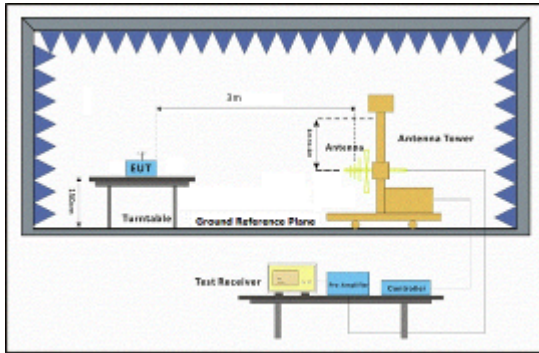 3m
Antenna
Antenna Tower
EUT
Turntable
Ground Reference Plane
Test Receiver
Pre Amplifier
Controller